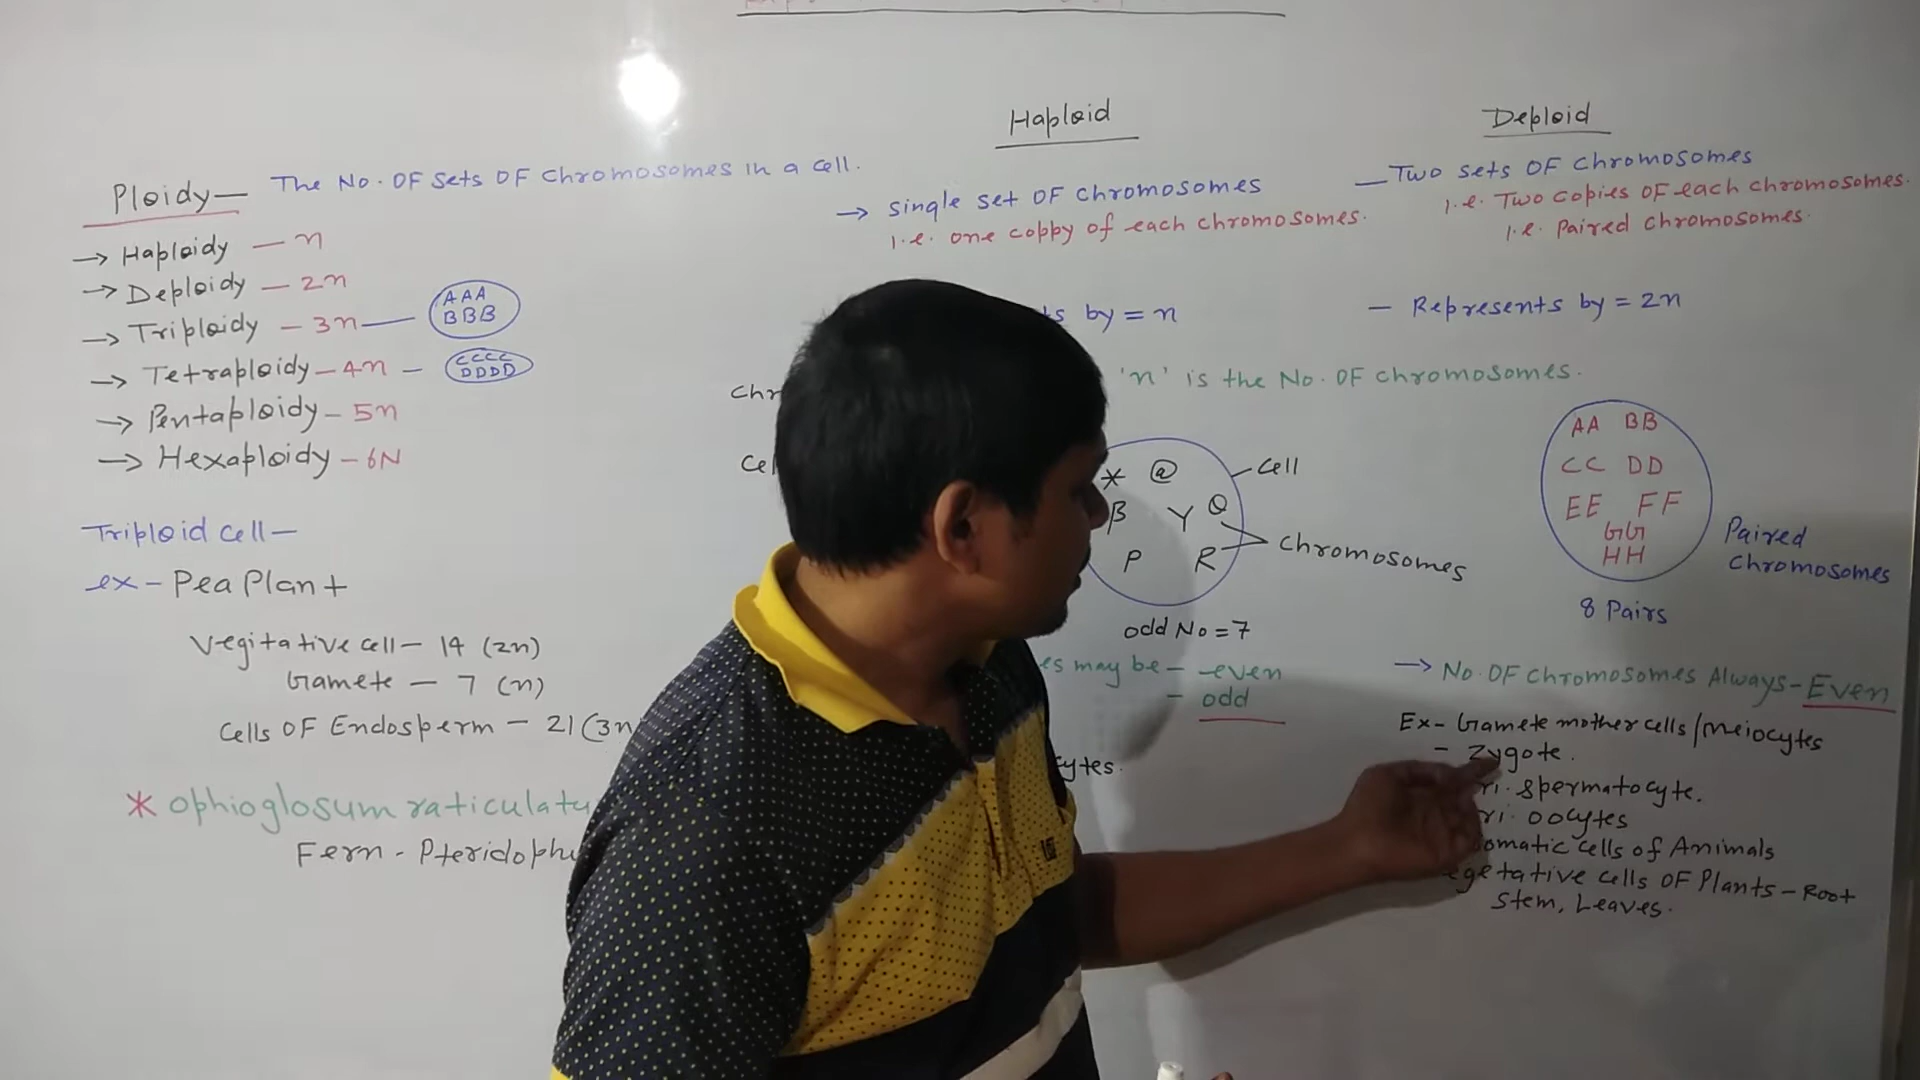 Ploidy— The No. OF Sets OF Chromosomes in a cell.
→ Haploidy — n
→ Deploidy — 2n
→ Triploidy – 3n —
AAA
BBB
→ Tetraploidy – 4n –
CCCC
DDDD
→ Pentaploidy – 5n
→ Hexaploidy – 6N
Triploid Cell —
ex – Pea Plant
Vegitative cell – 14 (2n)
Gamete – 7 (n)
Cells OF Endosperm – 21 (3n
* Ophioglosum raticulatu
Fern – Pteridophy
Haploid
→ Single Set OF Chromosomes
i.e. one coppy of each chromosomes.
by = n
'n' is the No. OF Chromosomes.
Chr
Cel
* @
β Y Q
P R
Cell
Chromosomes
odd No = 7
es may be – even
– odd
cytes.
Deploid
— Two Sets OF Chromosomes
i.e. Two Copies OF each chromosomes.
i.e. Paired Chromosomes.
– Represents by = 2n
AA BB
CC DD
EE FF
GG
HH
Paired
Chromosomes
8 Pairs
→ No. OF Chromosomes Always – Even
Ex – Gamete mother cells / Meiocytes
– Zygote.
ri. Spermatocyte.
ri. Oocytes
omatic cells of Animals
egetative cells OF Plants – Root
Stem, Leaves.